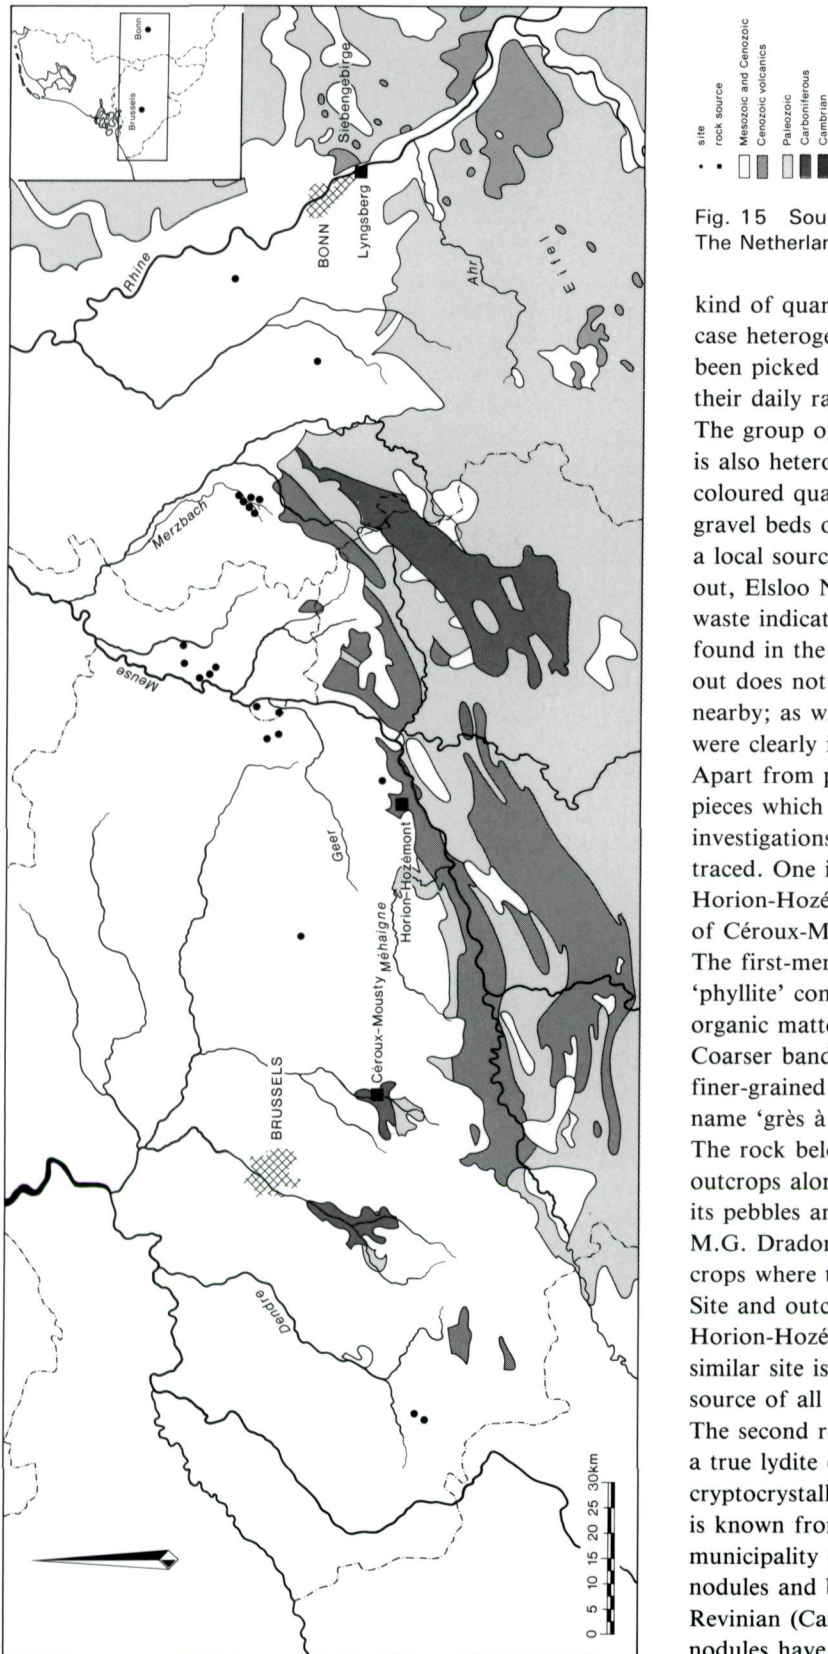 Bonn
Brussels
Siebengebirge
BONN
Lyngsberg
Rhine
Ahr
Eifel
Merzbach
Meuse
Geer
Horion-Hozémont
Méhaigne
Céroux-Mousty
BRUSSELS
Dendre
0 5 10 15 20 25 30km
site
rock source
Mesozoic and Cenozoic
Cenozoic volcanics
Paleozoic
Carboniferous
Cambrian
Fig. 15 Sou
The Netherlan
kind of quar
case heteroge
been picked
their daily ra
The group o
is also hetero
coloured qua
gravel beds o
a local source
out, Elsloo N
waste indicat
found in the
out does not
nearby; as w
were clearly i
Apart from p
pieces which
investigations
traced. One i
Horion-Hozé
of Céroux-M
The first-men
‘phyllite’ con
organic matte
Coarser band
finer-grained
name ‘grès à
The rock belo
outcrops alon
its pebbles an
M.G. Dradon
crops where t
Site and outc
Horion-Hozé
similar site is
source of all
The second r
a true lydite
cryptocrystall
is known from
municipality
nodules and b
Revinian (Ca
nodules have